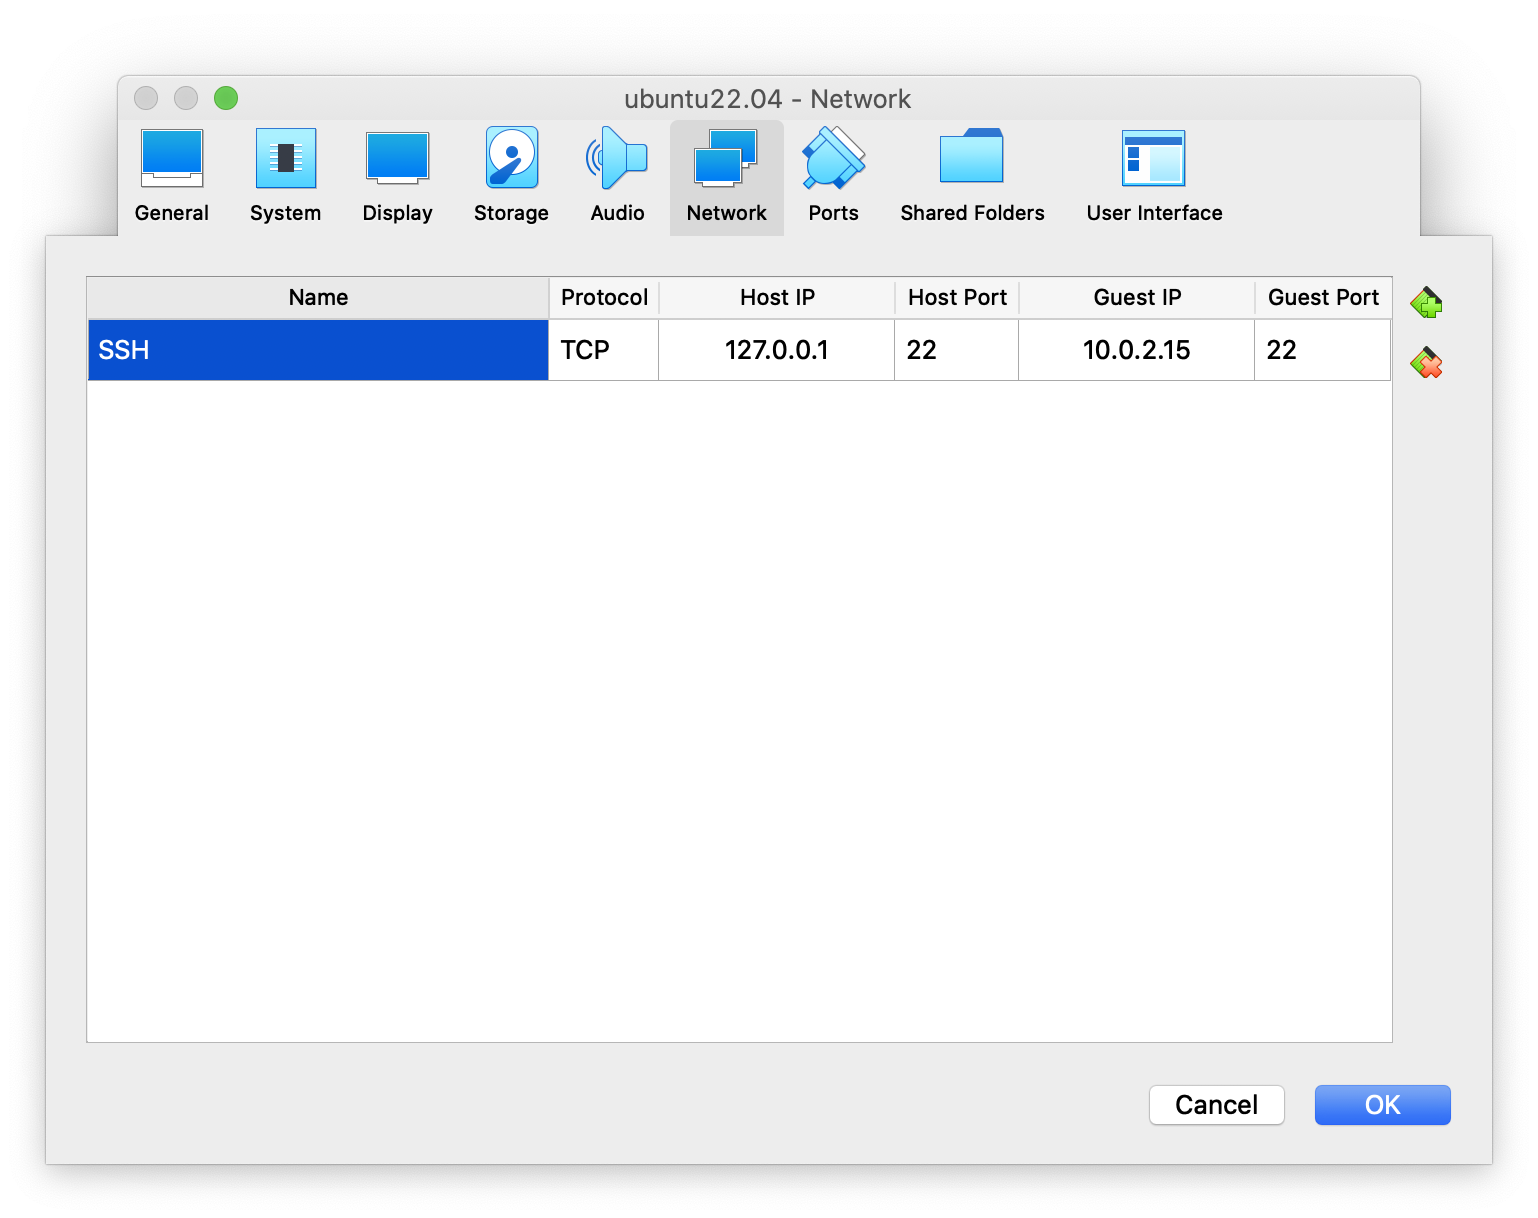 ubuntu22.04 - Network
General System Display Storage Audio Network Ports Shared Folders User Interface
Name Protocol Host IP Host Port Guest IP Guest Port
SSH TCP 127.0.0.1 22 10.0.2.15 22
Cancel OK